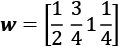 w = [1/2 3/4 1 1/4]